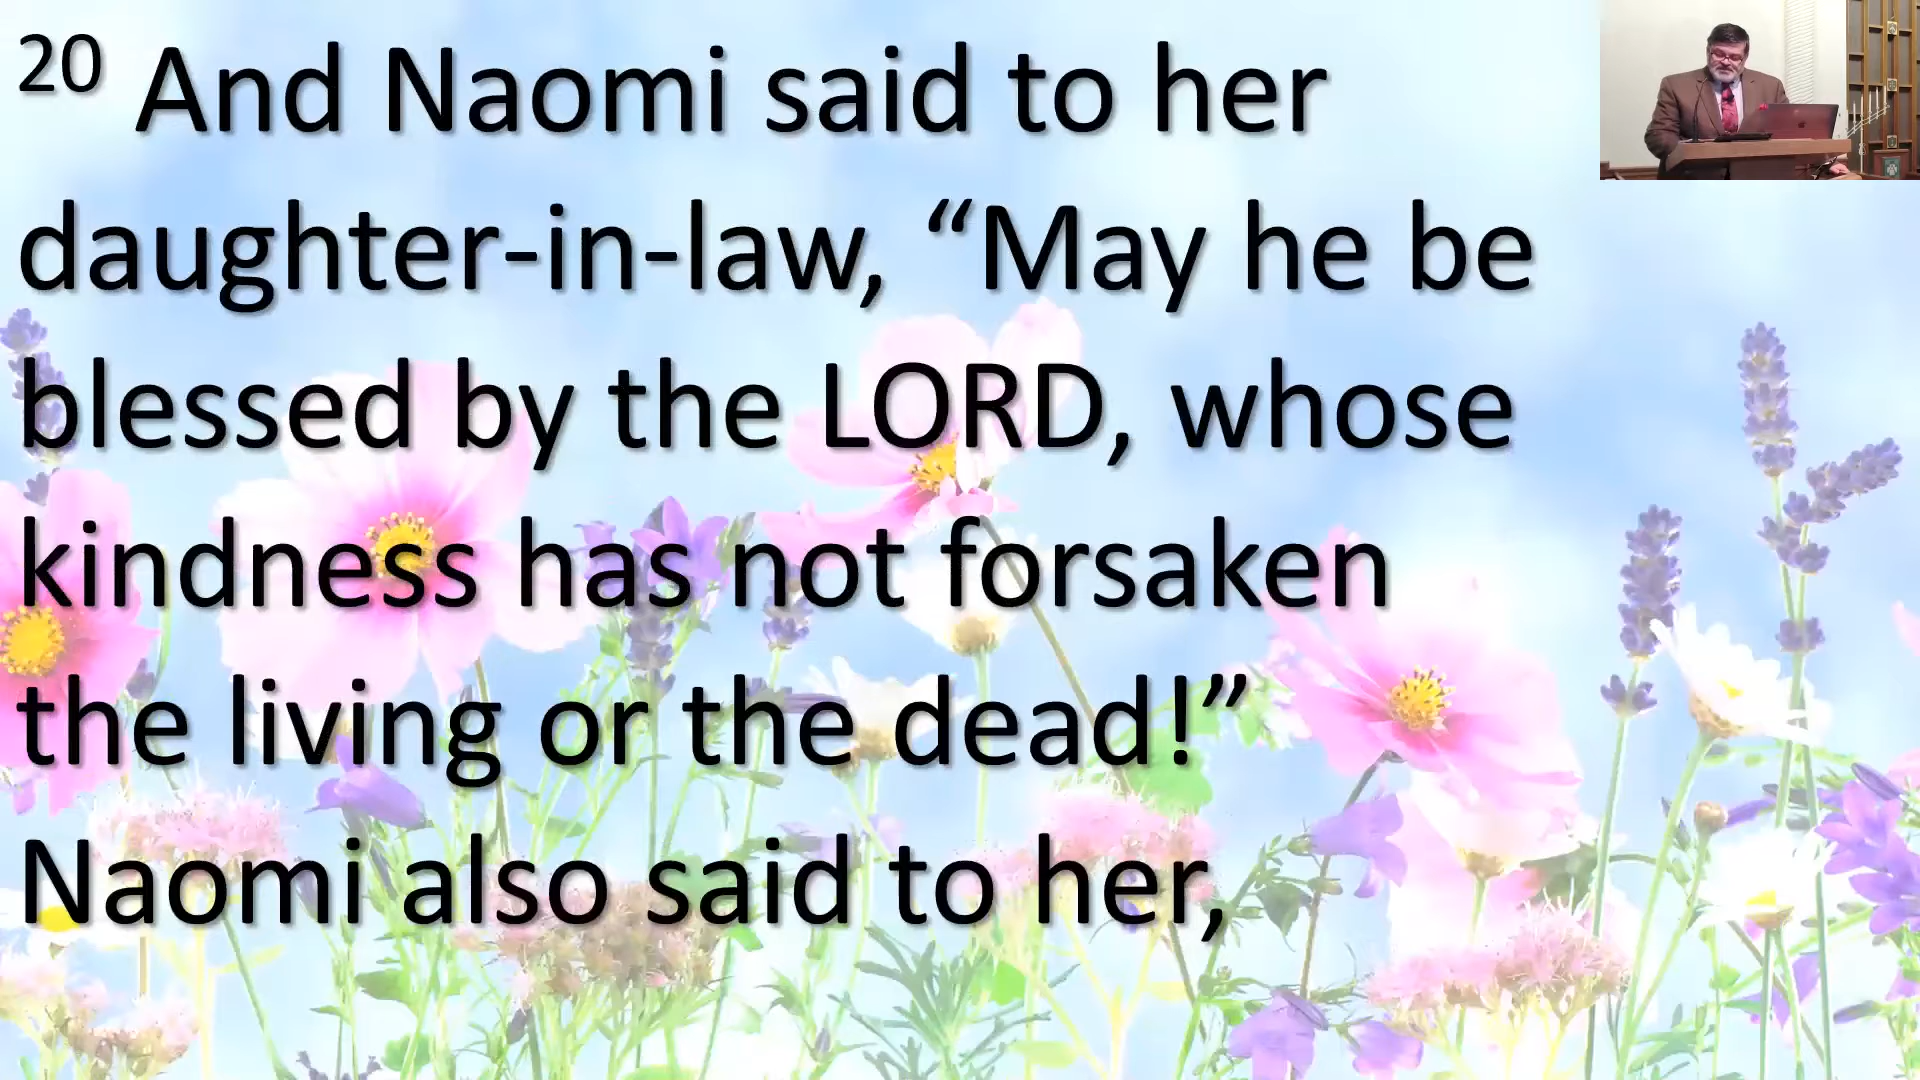 20 And Naomi said to her
daughter-in-law, “May he be
blessed by the LORD, whose
kindness has not forsaken
the living or the dead!”
Naomi also said to her,